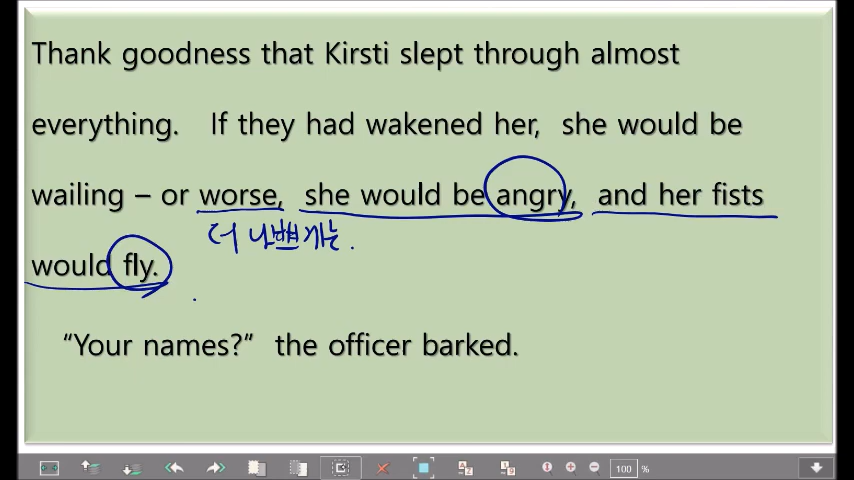 Thank goodness that Kirsti slept through almost
everything. If they had wakened her, she would be
wailing – or worse, she would be angry, and her fists
더 나쁘게는.
would fly.
“Your names?” the officer barked.
100 %